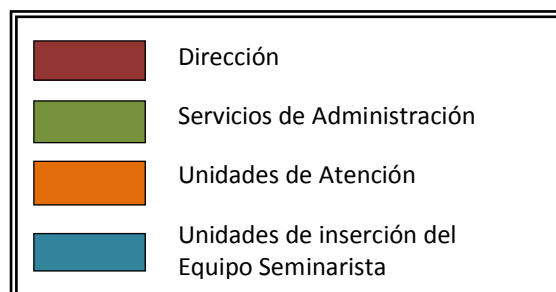 Dirección
Servicios de Administración
Unidades de Atención
Unidades de inserción del
Equipo Seminarista